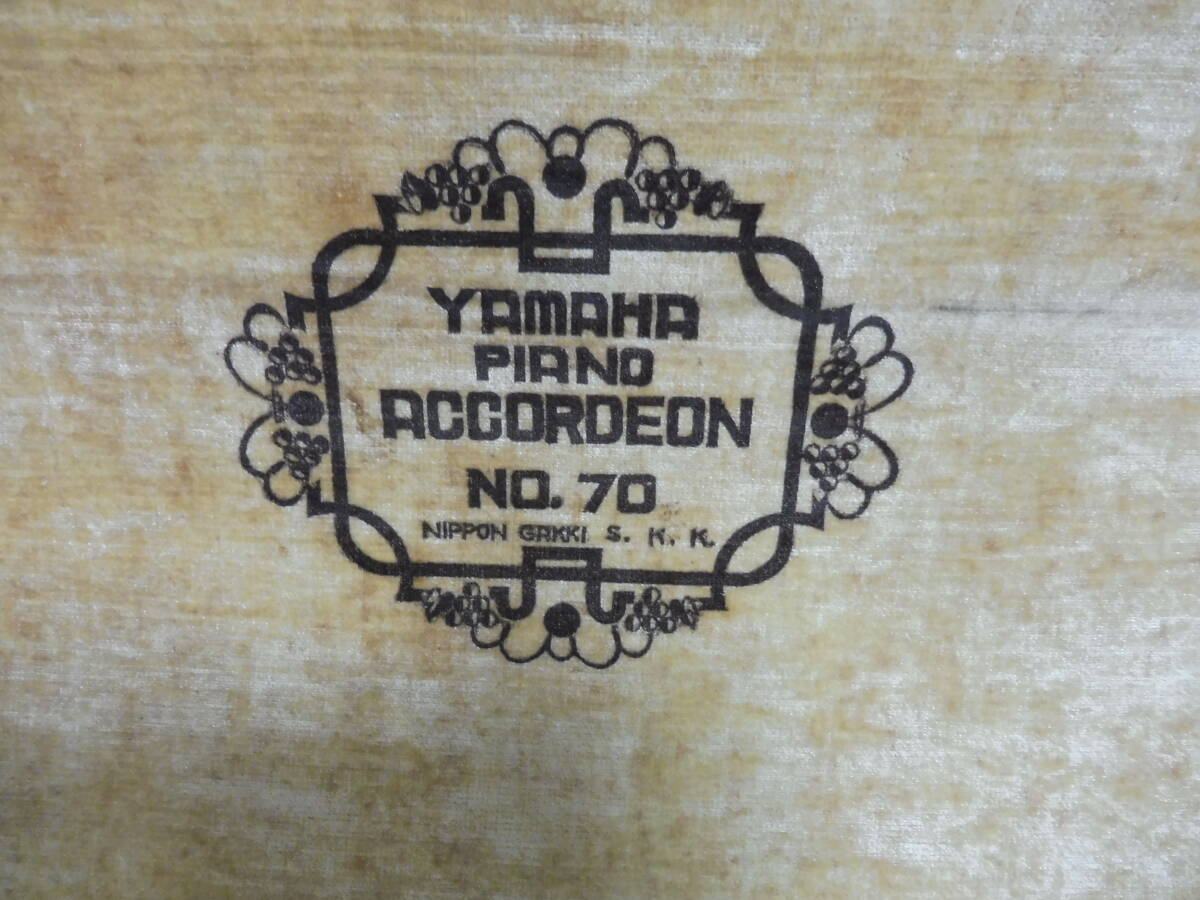 YAMAHA
PIANO
ACCORDEON
NO. 70
NIPPON GAKKI S. K. K.